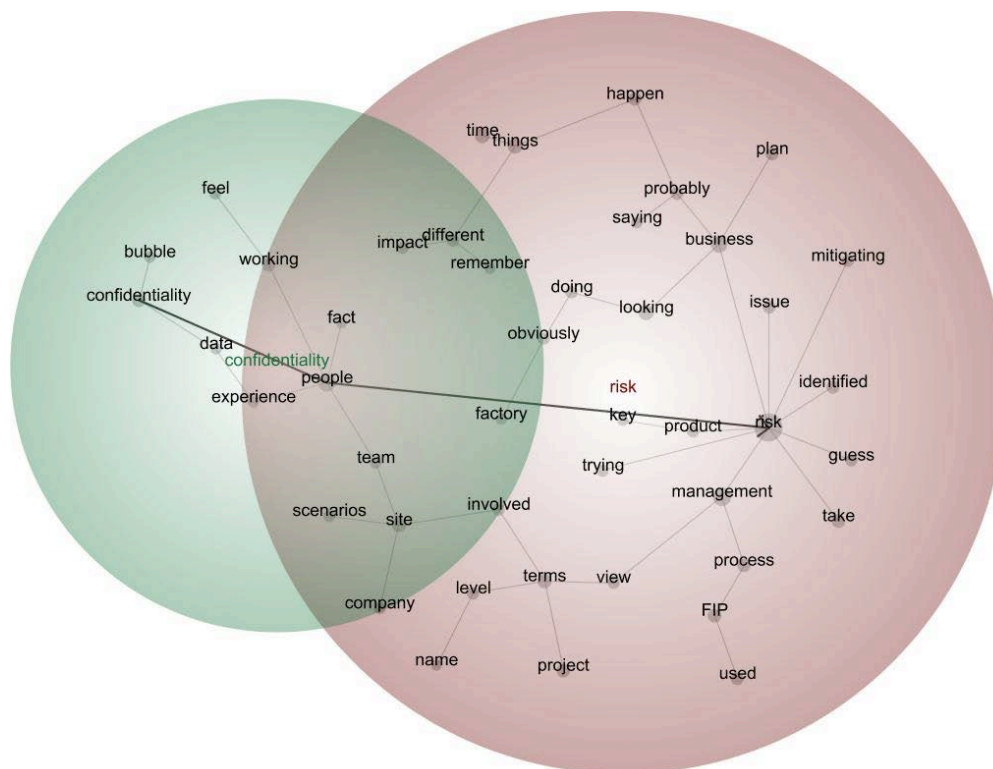 happen
time
things
plan
feel
probably
saying
different
impact
business
bubble
working
remember
mitigating
confidentiality
doing
looking
issue
fact
obviously
data
confidentiality
people
risk
identified
experience
factory
key
product
risk
team
trying
guess
management
scenarios
site
involved
take
process
level
terms
view
company
FIP
name
project
used